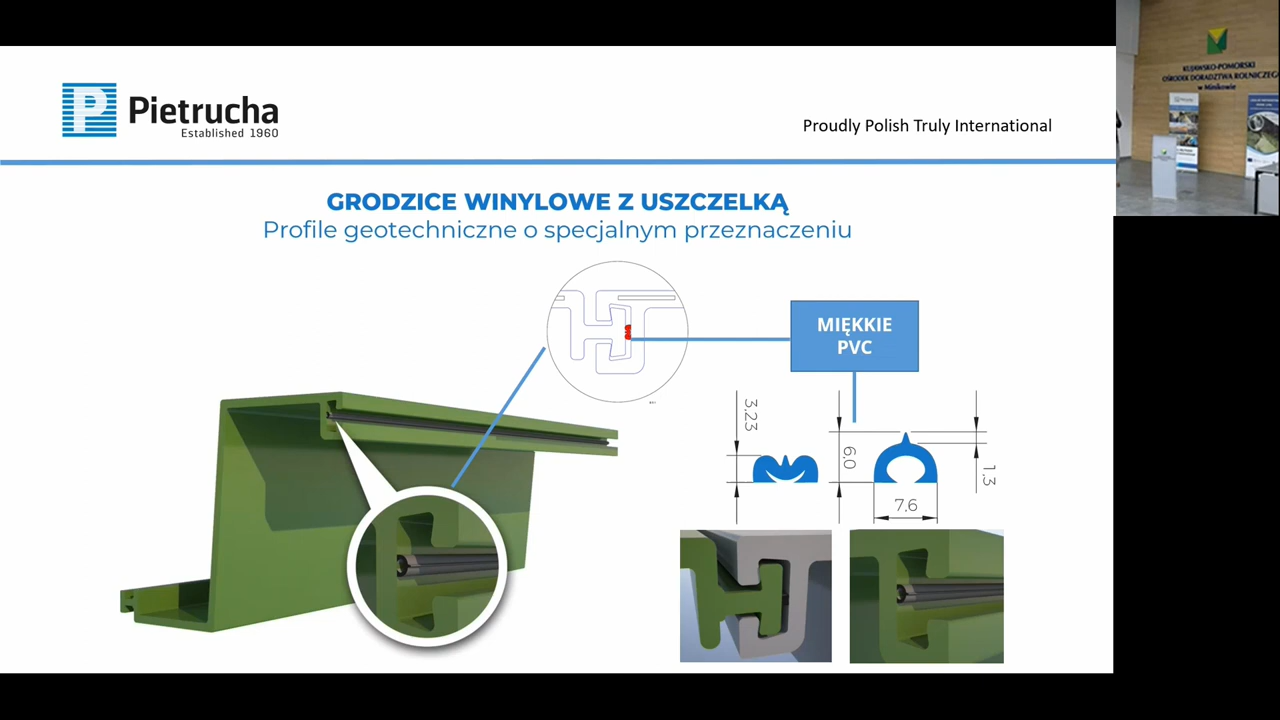 P Pietrucha
Established 1960
Proudly Polish Truly International
GRODZICE WINYLOWE Z USZCZELKĄ
Profile geotechniczne o specjalnym przeznaczeniu
MIĘKKIE
PVC
3.23
6.0
1.3
7.6
KUJAWSKO-POMORSKI
OŚRODEK DORADZTWA ROLNICZEGO
w Minikowie